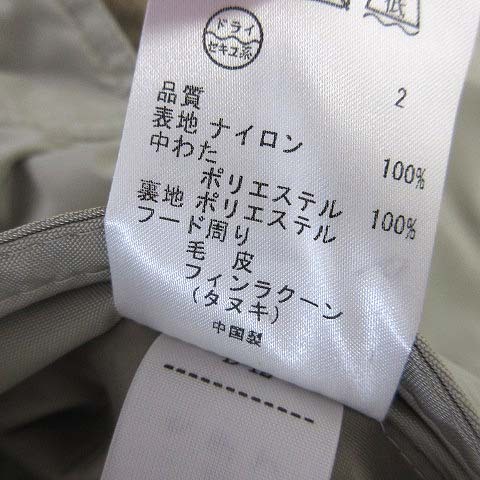 ドライ
セキユ系
低
品質 2
表地 ナイロン 100%
中わた
ポリエステル 100%
裏地 ポリエステル
フード周り
毛 皮
フィンラクーン
(タヌキ)
中国製